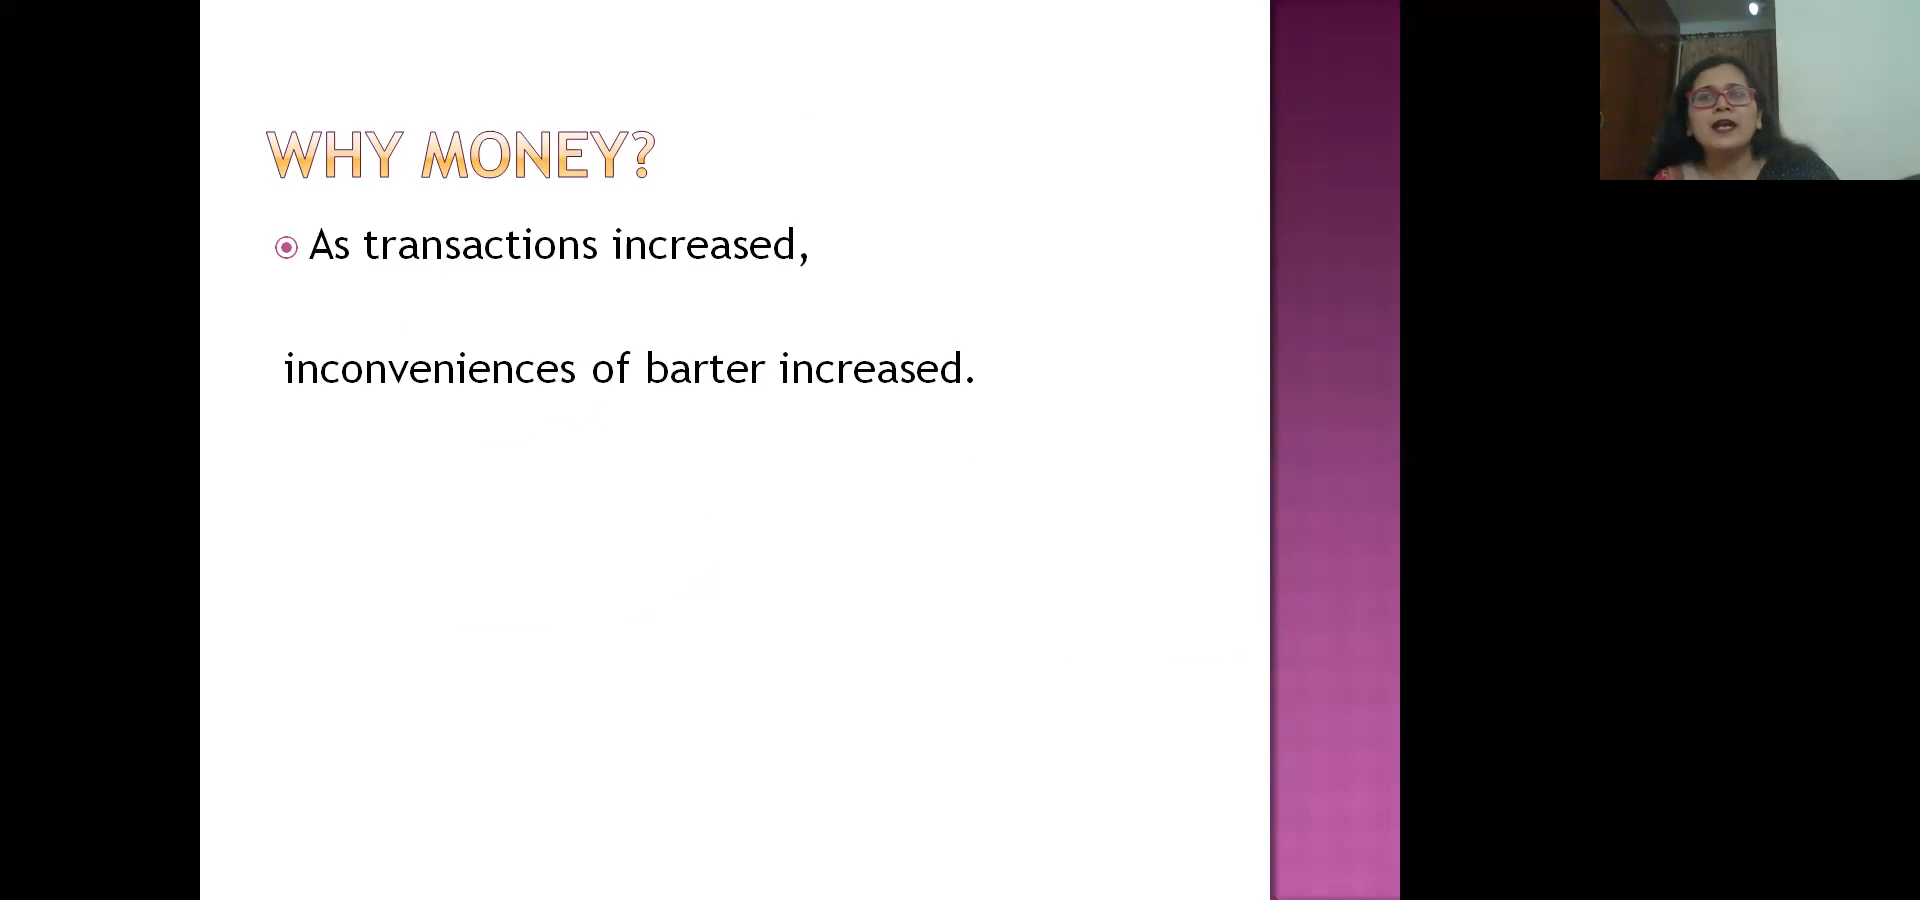 WHY MONEY?
As transactions increased,
inconveniences of barter increased.